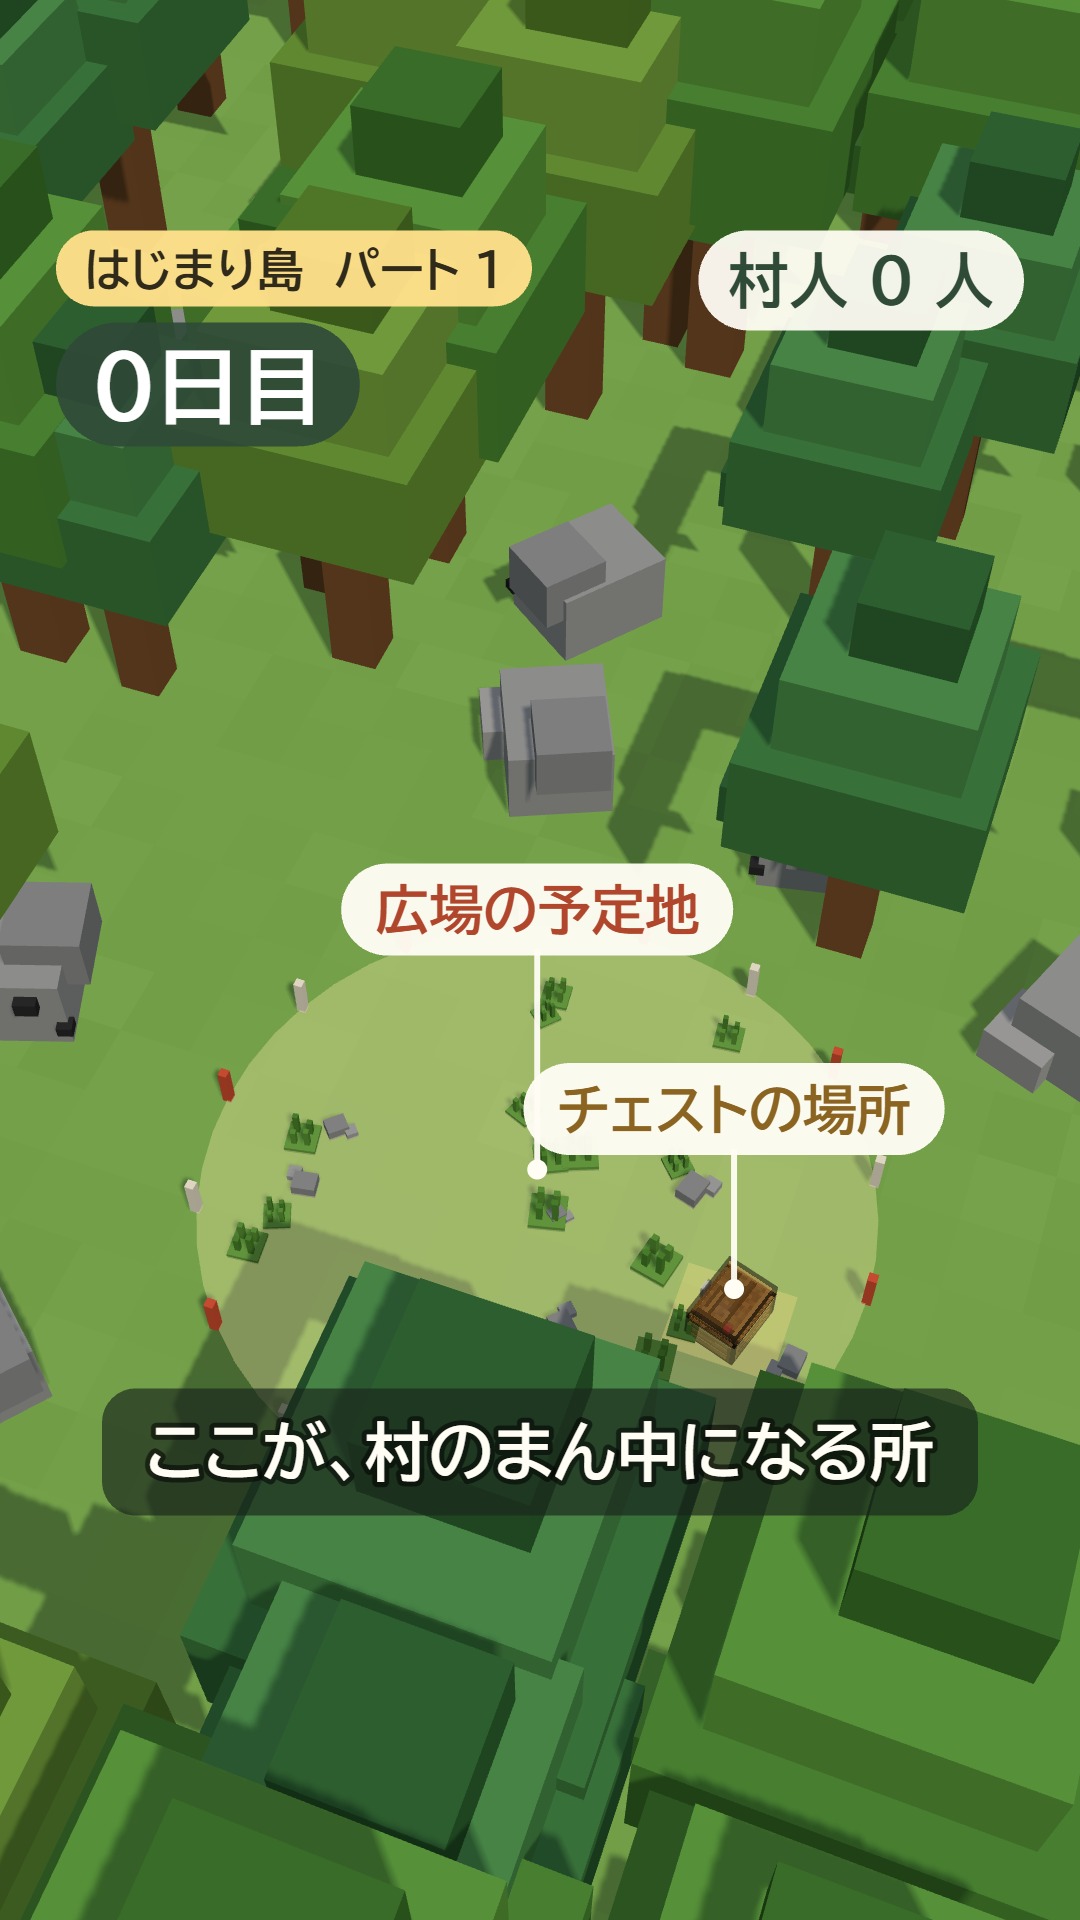 はじまり島　パート 1
村人 0 人
0日目
広場の予定地
チェストの場所
ここが、村のまん中になる所